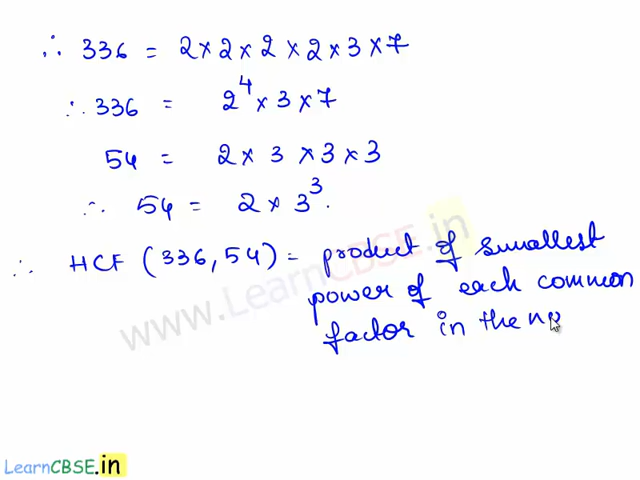 ∴ 336 = 2 × 2 × 2 × 2 × 3 × 7
∴ 336 = 2⁴ × 3 × 7
54 = 2 × 3 × 3 × 3
∴ 54 = 2 × 3³.
∴ HCF (336, 54) = product of smallest
power of each common
factor in the
www.LearnCBSE.in
LearnCBSE.in